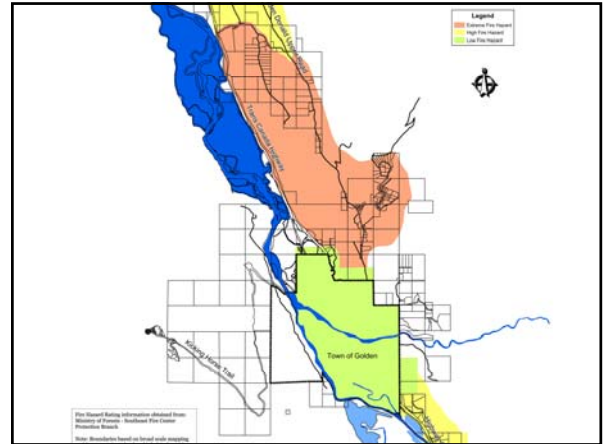 Legend
Extreme Fire Hazard
High Fire Hazard
Low Fire Hazard
Trans Canada Highway
Town of Golden
Kicking Horse Trail
Fire Hazard Rating information obtained from:
Ministry of Forests - Southeast Fire Center
Protection Branch
Note: Boundaries based on broad scale mapping